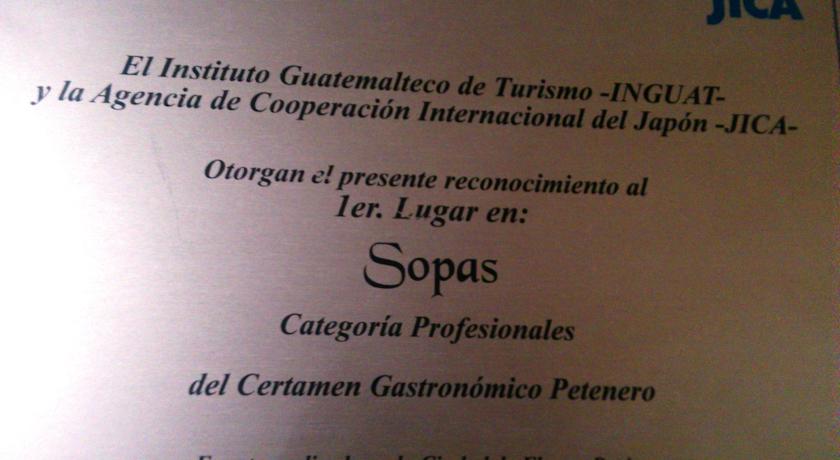 JICA
El Instituto Guatemalteco de Turismo -INGUAT-
y la Agencia de Cooperación Internacional del Japón -JICA-
Otorgan el presente reconocimiento al
1er. Lugar en:
Sopas
Categoría Profesionales
del Certamen Gastronómico Petenero